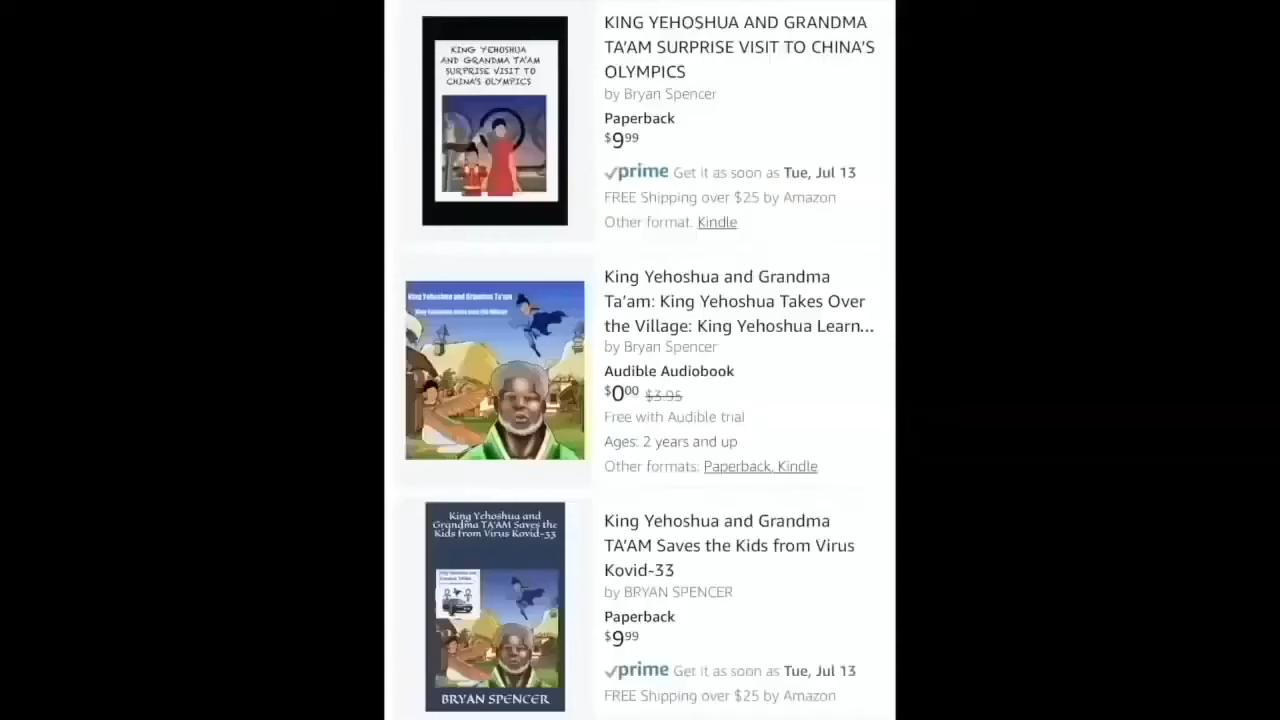 KING YEHOSHUA
AND GRANDMA TA'AM
SURPRISE VISIT TO
CHINA'S OLYMPICS
KING YEHOSHUA AND GRANDMA
TA'AM SURPRISE VISIT TO CHINA'S
OLYMPICS
by Bryan Spencer
Paperback
$9.99
prime Get it as soon as Tue, Jul 13
FREE Shipping over $25 by Amazon
Other format. Kindle
King Yehoshua and Grandma Ta'am
King Yehoshua and Grandma
Ta'am: King Yehoshua Takes Over
the Village: King Yehoshua Learn...
by Bryan Spencer
Audible Audiobook
$0.00 $3.95
Free with Audible trial
Ages: 2 years and up
Other formats: Paperback, Kindle
King Yehoshua and
Grandma TA'AM Saves the
Kids from Virus Kovid-33
BRYAN SPENCER
King Yehoshua and Grandma
TA'AM Saves the Kids from Virus
Kovid-33
by BRYAN SPENCER
Paperback
$9.99
prime Get it as soon as Tue, Jul 13
FREE Shipping over $25 by Amazon